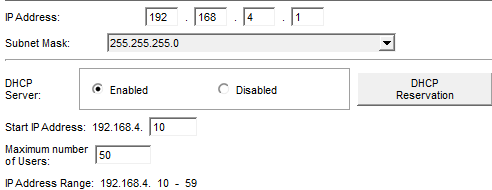 IP Address: 192 . 168 . 4 . 1
Subnet Mask: 255.255.255.0
DHCP
Server:
Enabled Disabled
DHCP
Reservation
Start IP Address: 192.168.4. 10
Maximum number
of Users:
50
IP Address Range: 192.168.4. 10 - 59